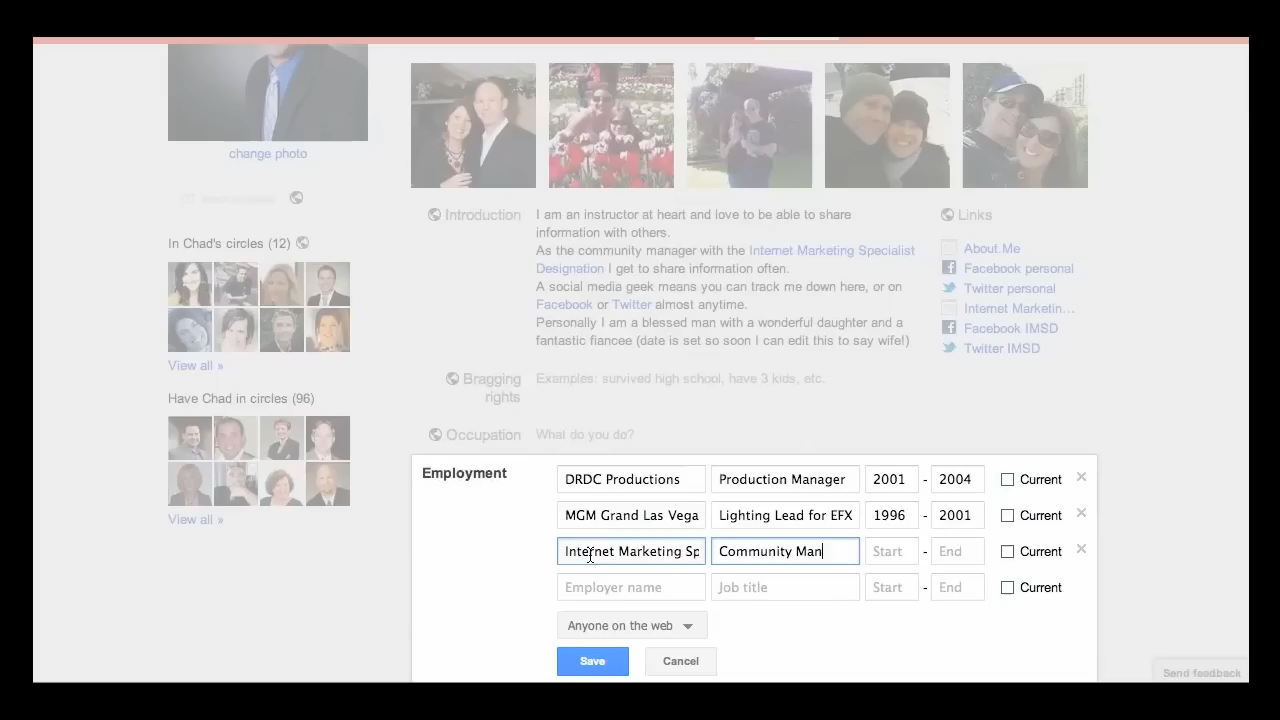 change photo
In Chad's circles (12)
View all »
Have Chad in circles (96)
View all »
Introduction
I am an instructor at heart and love to be able to share
information with others.
As the community manager with the Internet Marketing Specialist
Designation I get to share information often.
A social media geek means you can track me down here, or on
Facebook or Twitter almost anytime.
Personally I am a blessed man with a wonderful daughter and a
fantastic fiancee (date is set so soon I can edit this to say wife!)
Links
About.Me
Facebook personal
Twitter personal
Internet Marketin...
Facebook IMSD
Twitter IMSD
Bragging
rights
Examples: survived high school, have 3 kids, etc.
Occupation
What do you do?
Employment
DRDC Productions Production Manager 2001 - 2004 Current
MGM Grand Las Vega Lighting Lead for EFX 1996 - 2001 Current
Internet Marketing Sp Community Man Start - End Current
Employer name Job title Start - End Current
Anyone on the web
Save Cancel
Send feedback